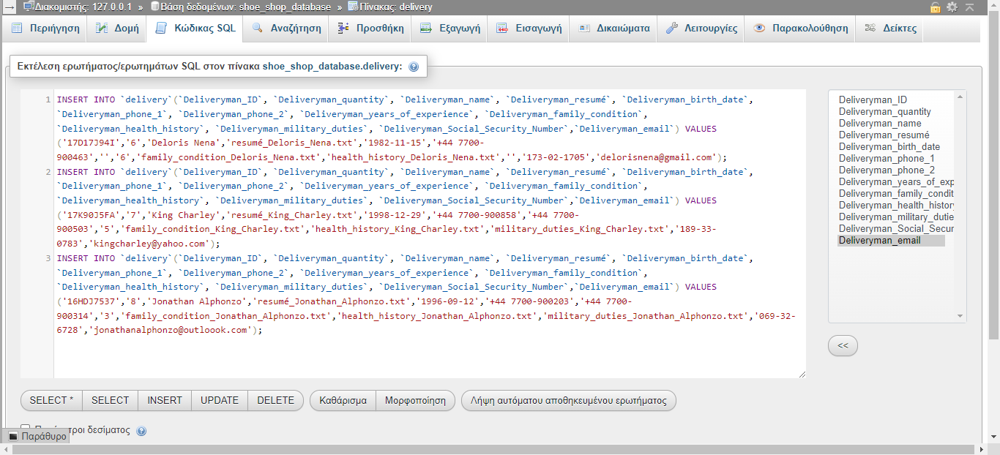 Διακομιστής: 127.0.0.1 » Βάση δεδομένων: shoe_shop_database » Πίνακας: delivery
Περιήγηση Δομή Κώδικας SQL Αναζήτηση Προσθήκη Εξαγωγή Εισαγωγή Δικαιώματα Λειτουργίες Παρακολούθηση Δείκτες
Εκτέλεση ερωτήματος/ερωτημάτων SQL στον πίνακα shoe_shop_database.delivery:
1 INSERT INTO `delivery`(`Deliveryman_ID`, `Deliveryman_quantity`, `Deliveryman_name`, `Deliveryman_resumé`, `Deliveryman_birth_date`,
`Deliveryman_phone_1`, `Deliveryman_phone_2`, `Deliveryman_years_of_experience`, `Deliveryman_family_condition`,
`Deliveryman_health_history`, `Deliveryman_military_duties`, `Deliveryman_Social_Security_Number`,`Deliveryman_email`) VALUES
('17D17J94I','6','Deloris Nena','resumé_Deloris_Nena.txt','1982-11-15','+44 7700-
900463','','6','family_condition_Deloris_Nena.txt','health_history_Deloris_Nena.txt','','173-02-1705','delorisnena@gmail.com');
2 INSERT INTO `delivery`(`Deliveryman_ID`, `Deliveryman_quantity`, `Deliveryman_name`, `Deliveryman_resumé`, `Deliveryman_birth_date`,
`Deliveryman_phone_1`, `Deliveryman_phone_2`, `Deliveryman_years_of_experience`, `Deliveryman_family_condition`,
`Deliveryman_health_history`, `Deliveryman_military_duties`, `Deliveryman_Social_Security_Number`,`Deliveryman_email`) VALUES
('17K90J5FA','7','King Charley','resumé_King_Charley.txt','1998-12-29','+44 7700-900858','+44 7700-
900503','5','family_condition_King_Charley.txt','health_history_King_Charley.txt','military_duties_King_Charley.txt','189-33-
0783','kingcharley@yahoo.com');
3 INSERT INTO `delivery`(`Deliveryman_ID`, `Deliveryman_quantity`, `Deliveryman_name`, `Deliveryman_resumé`, `Deliveryman_birth_date`,
`Deliveryman_phone_1`, `Deliveryman_phone_2`, `Deliveryman_years_of_experience`, `Deliveryman_family_condition`,
`Deliveryman_health_history`, `Deliveryman_military_duties`, `Deliveryman_Social_Security_Number`,`Deliveryman_email`) VALUES
('16HDJ7537','8','Jonathan Alphonzo','resumé_Jonathan_Alphonzo.txt','1996-09-12','+44 7700-900203','+44 7700-
900314','3','family_condition_Jonathan_Alphonzo.txt','health_history_Jonathan_Alphonzo.txt','military_duties_Jonathan_Alphonzo.txt','069-32-
6728','jonathanalphonzo@outloook.com');
Deliveryman_ID
Deliveryman_quantity
Deliveryman_name
Deliveryman_resumé
Deliveryman_birth_date
Deliveryman_phone_1
Deliveryman_phone_2
Deliveryman_years_of_exp
Deliveryman_family_condit
Deliveryman_health_history
Deliveryman_military_dutie
Deliveryman_Social_Secur
Deliveryman_email
<<
SELECT * SELECT INSERT UPDATE DELETE Καθάρισμα Μορφοποίηση Λήψη αυτόματου αποθηκευμένου ερωτήματος
δεσίματος
Παράθυρο